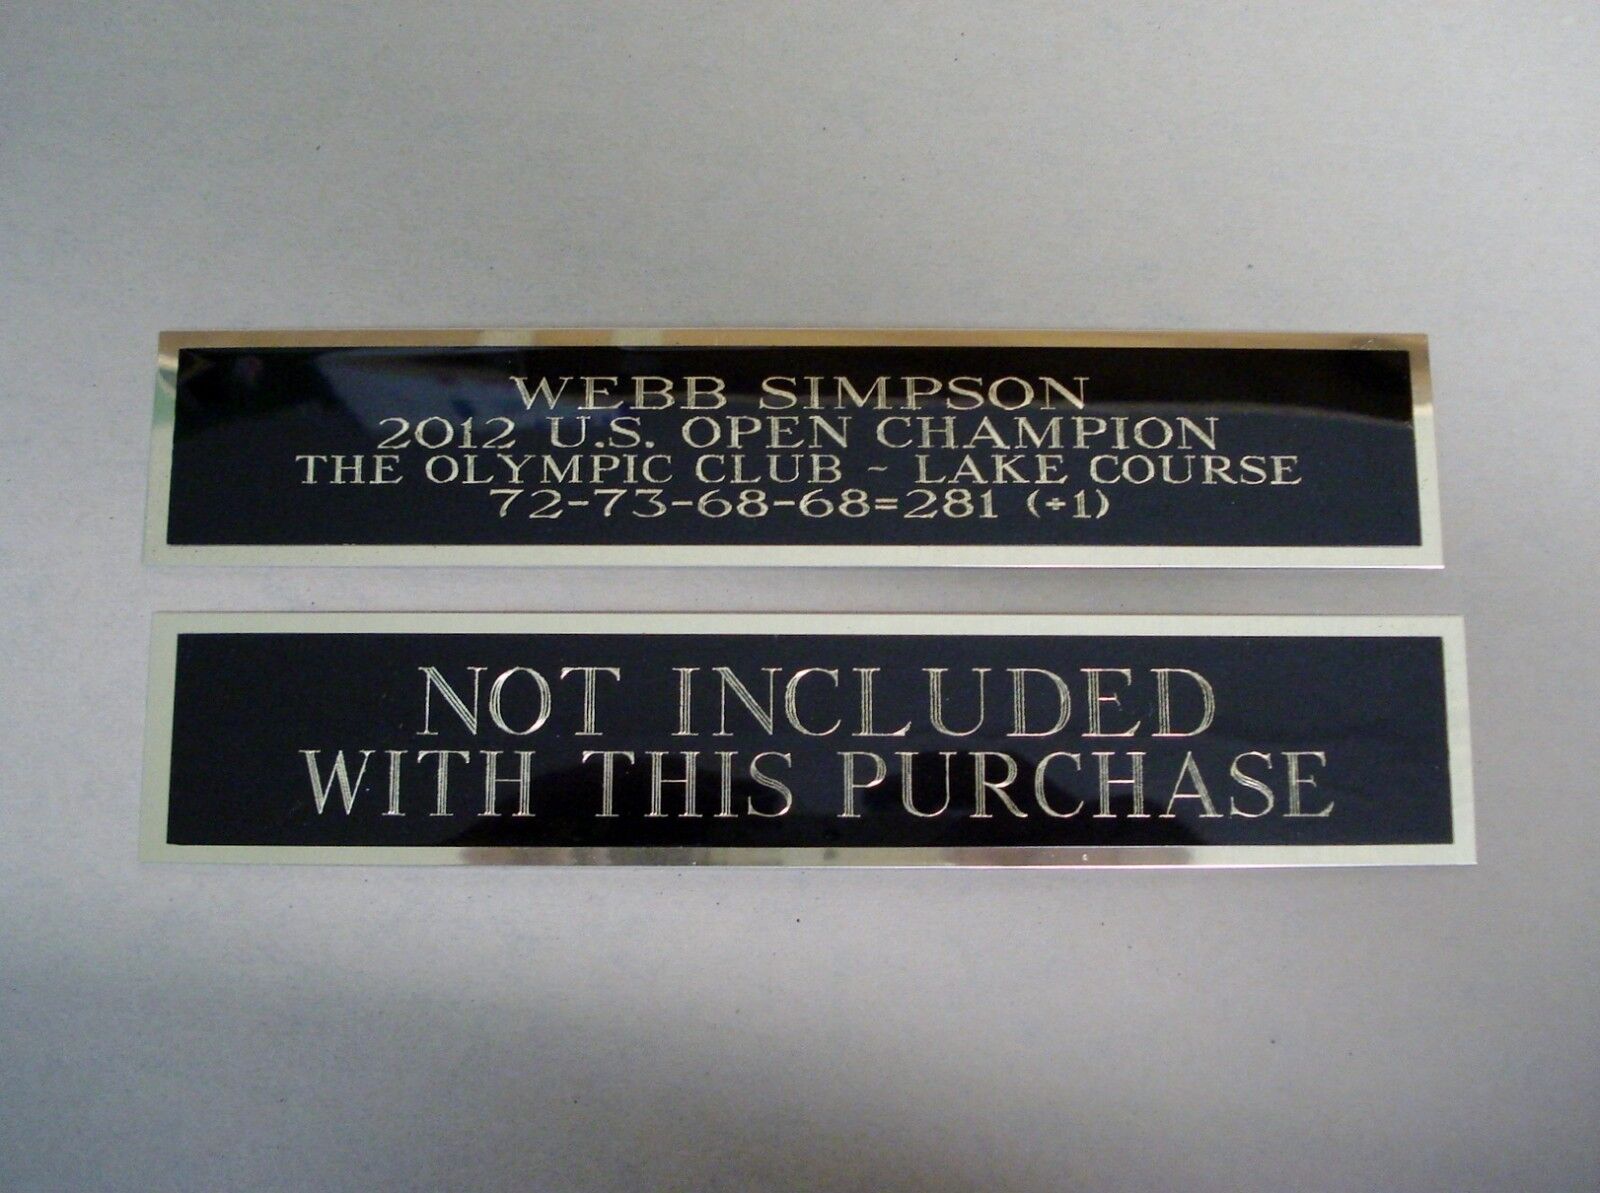 WEBB SIMPSON
2012 U.S. OPEN CHAMPION
THE OLYMPIC CLUB ~ LAKE COURSE
72-73-68-68=281 (+1)
NOT INCLUDED
WITH THIS PURCHASE